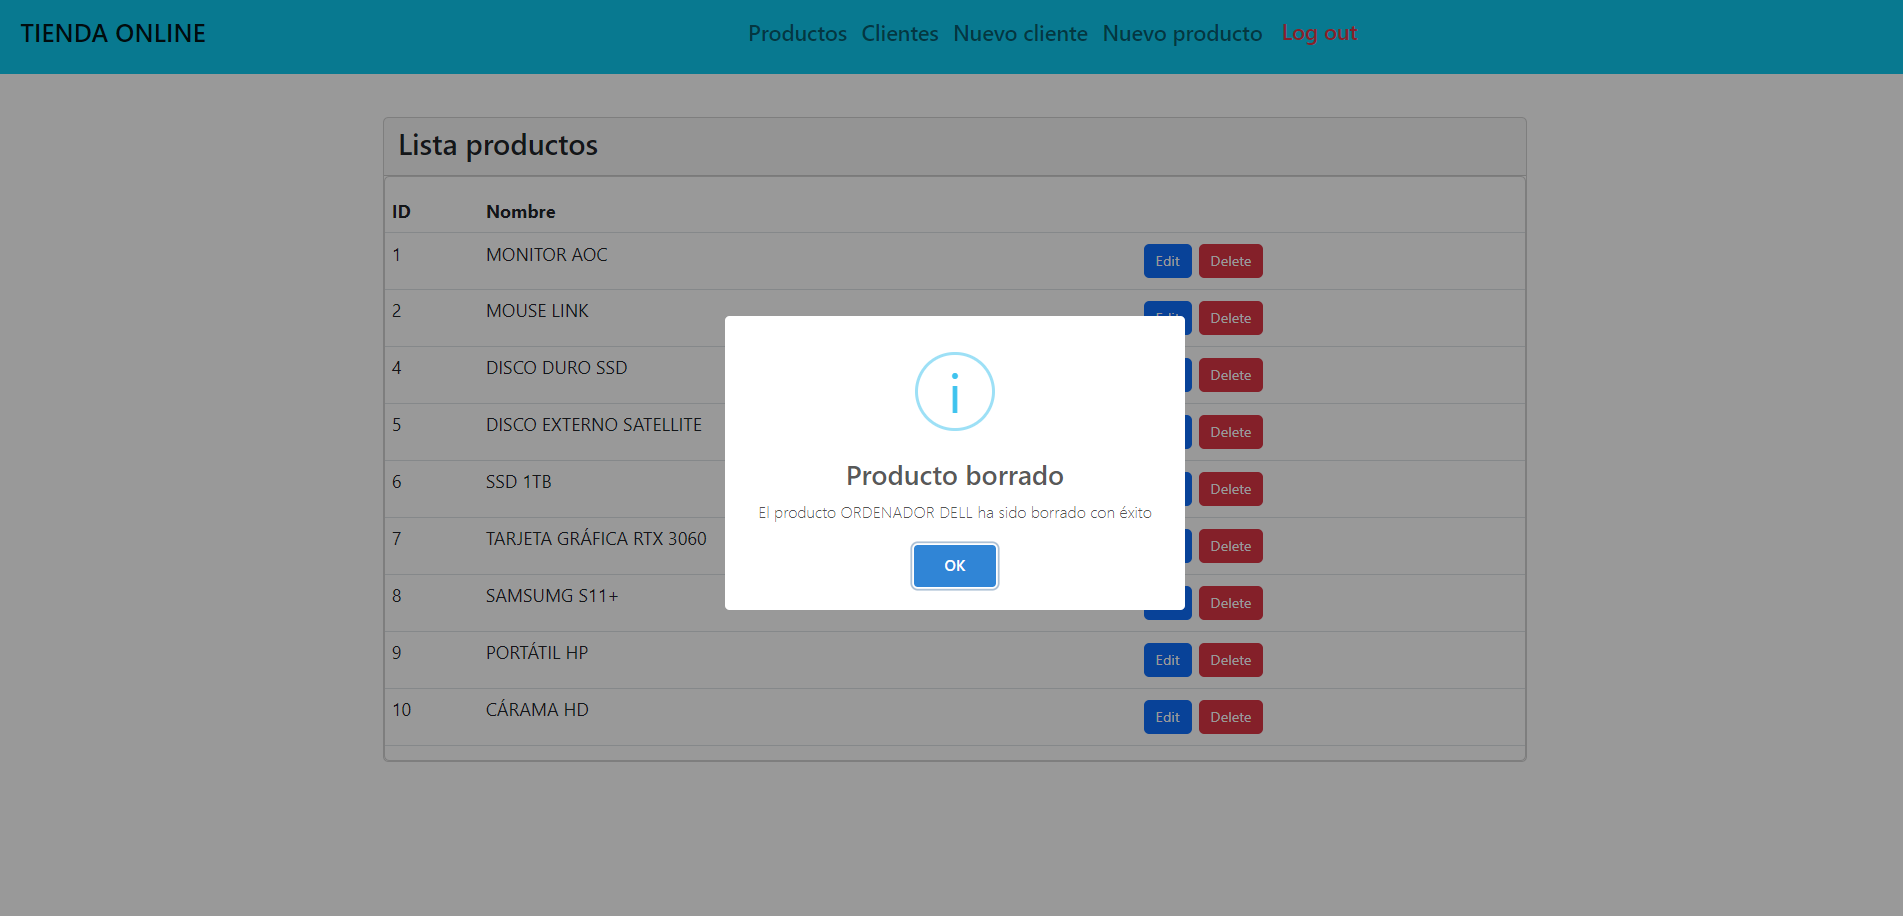 TIENDA ONLINE
Productos Clientes Nuevo cliente Nuevo producto Log out
Lista productos
ID Nombre
1 MONITOR AOC Edit Delete
2 MOUSE LINK Delete
4 DISCO DURO SSD Delete
5 DISCO EXTERNO SATELLITE Delete
6 SSD 1TB Delete
7 TARJETA GRÁFICA RTX 3060 Delete
8 SAMSUMG S11+ Delete
9 PORTÁTIL HP Edit Delete
10 CÁRAMA HD Edit Delete
i
Producto borrado
El producto ORDENADOR DELL ha sido borrado con éxito
OK